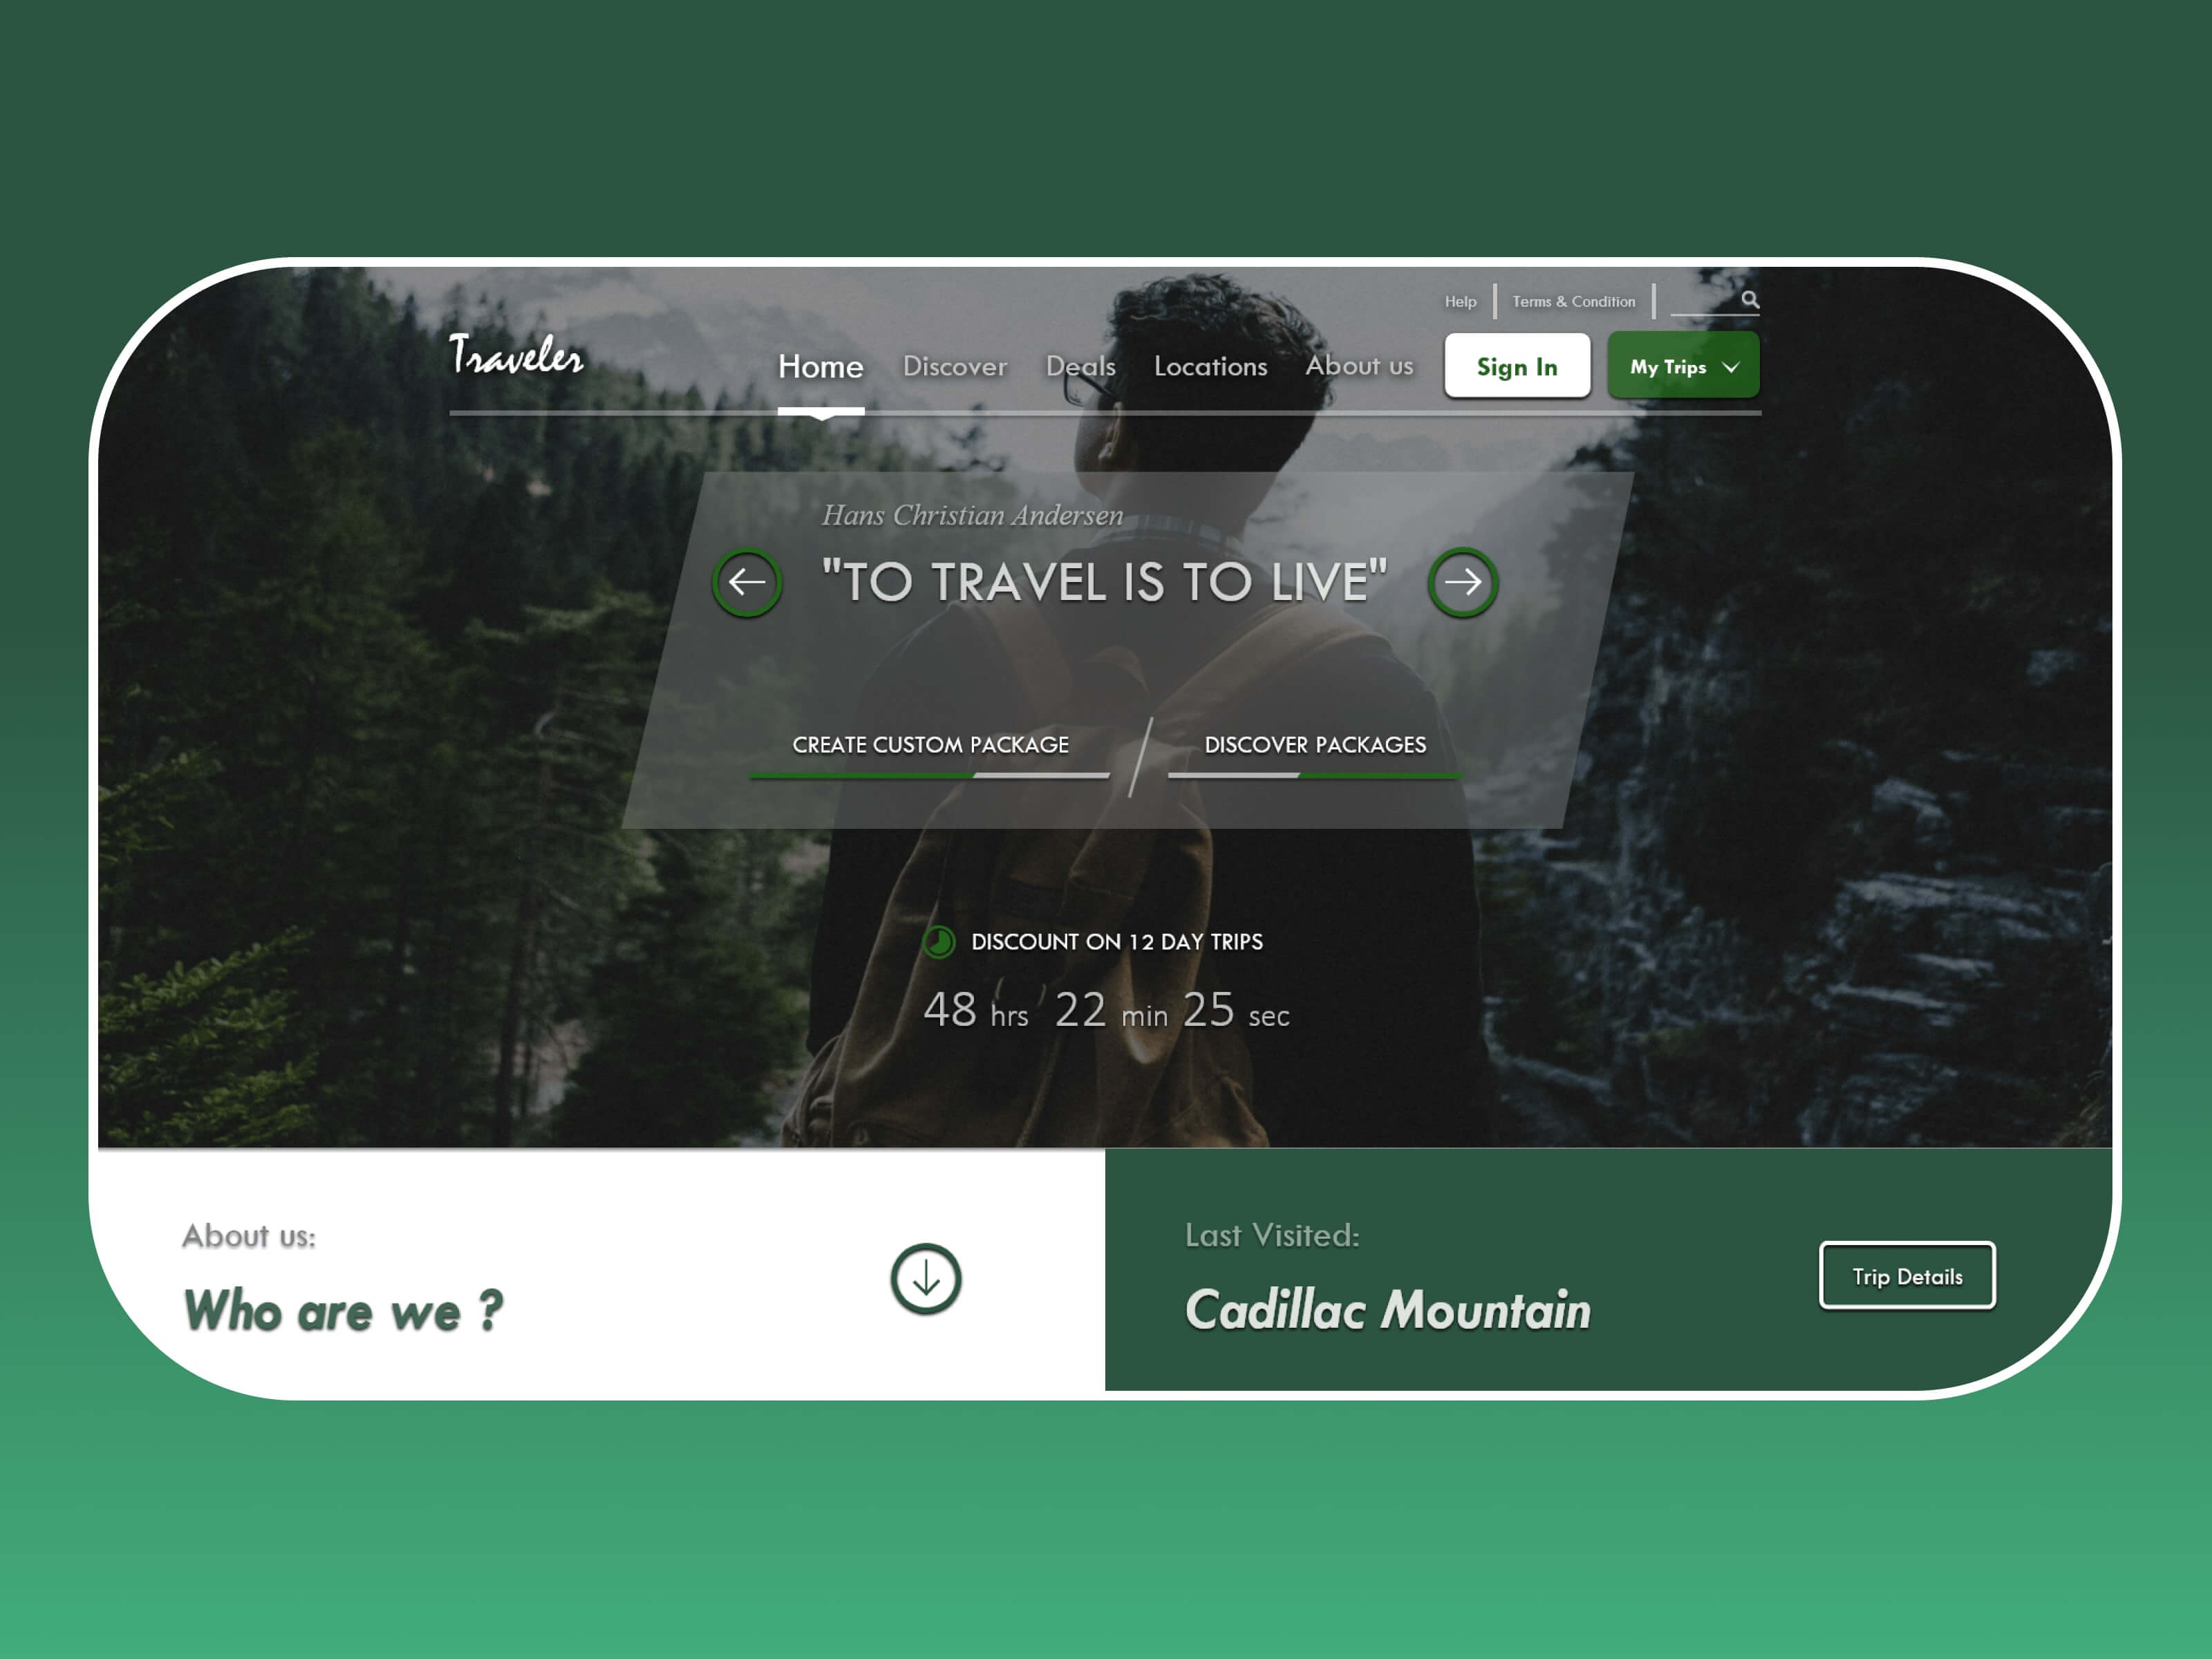 Help Terms & Condition
Traveler Home Discover Deals Locations About us Sign In My Trips
Hans Christian Andersen
"TO TRAVEL IS TO LIVE"
CREATE CUSTOM PACKAGE DISCOVER PACKAGES
DISCOUNT ON 12 DAY TRIPS
48 hrs 22 min 25 sec
About us:
Who are we ?
Last Visited:
Cadillac Mountain
Trip Details